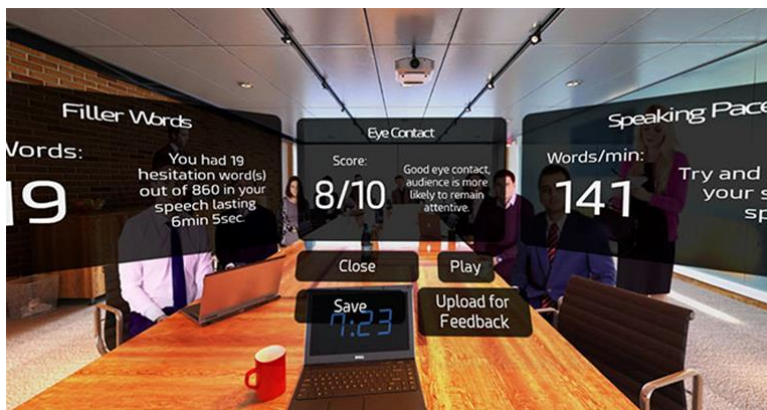 Filler Words
Words:
19
You had 19
hesitation word(s)
out of 860 in your
speech lasting
6min 5sec.
Eye Contact
Score:
8/10
Good eye contact,
audience is more
likely to remain
attentive.
Speaking Pace
Words/min:
141
Try and
your s
sp
Close
Play
Save
Upload for
Feedback
7:23
DELL